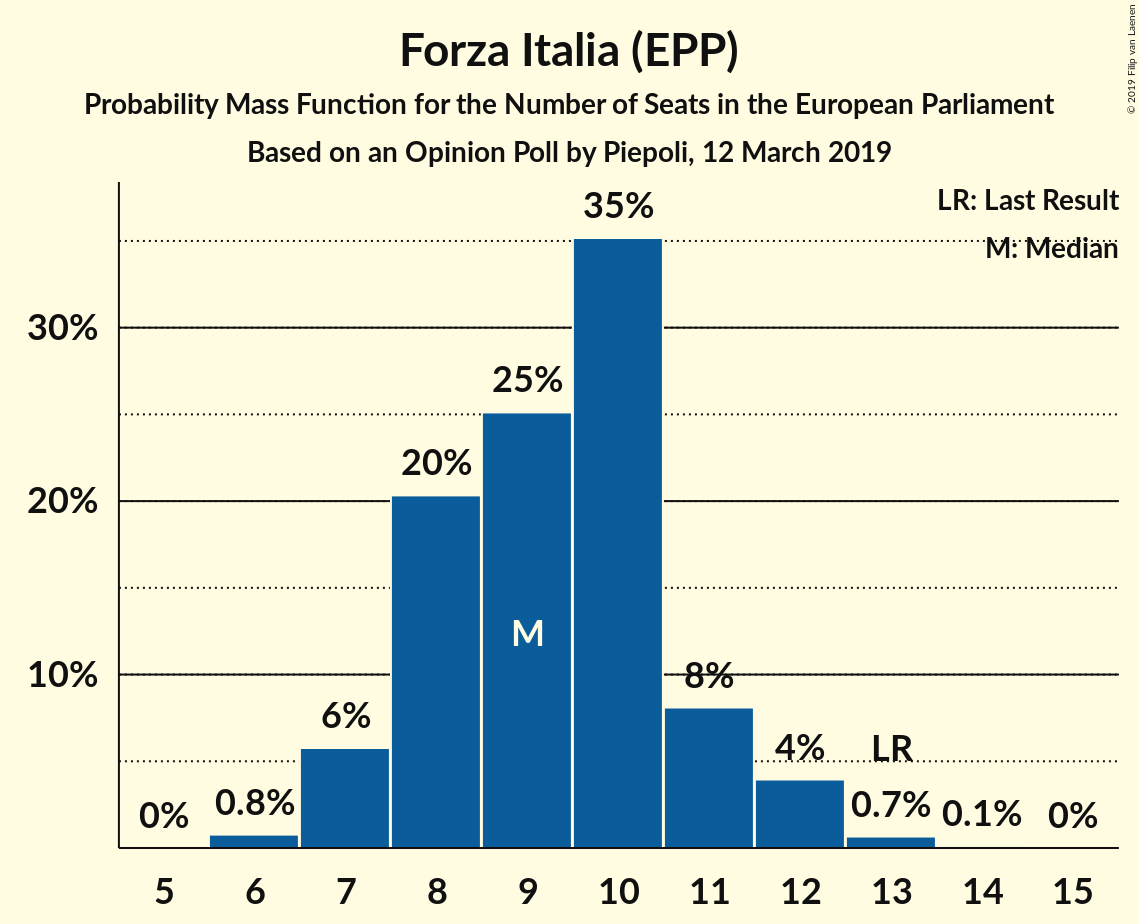 Forza Italia (EPP)
Probability Mass Function for the Number of Seats in the European Parliament
Based on an Opinion Poll by Piepoli, 12 March 2019
© 2019 Filip van Laenen
LR: Last Result
M: Median
35%
30%
25%
20%
20%
M
10%
8%
6%
4%
LR
0%
0.8%
0.7%
0.1%
0%
5 6 7 8 9 10 11 12 13 14 15